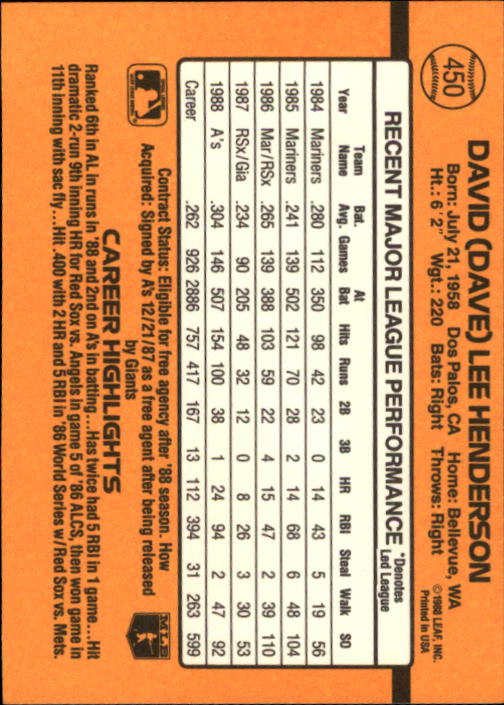 450
DAVID (DAVE) LEE HENDERSON
Born: July 21, 1958 Dos Palos, CA Home: Bellevue, WA
Ht.: 6'2" Wgt.: 220 Bats: Right Throws: Right
©1988 LEAF, INC.
Printed in USA
RECENT MAJOR LEAGUE PERFORMANCE *Denotes
Led League
Year Team Name Bat. Avg. Games At Bat Hits Runs 2B 3B HR RBI Steal Walk SO
1984 Mariners .280 112 350 98 42 23 0 14 43 5 19 56
1985 Mariners .241 139 502 121 70 28 2 14 68 6 48 104
1986 Mar/RSx .265 139 388 103 59 22 4 15 47 2 39 110
1987 RSx/Gia .234 90 205 48 32 12 0 8 26 3 30 53
1988 A's .304 146 507 154 100 38 1 24 94 2 47 92
Career .262 926 2886 757 417 167 13 112 394 31 263 599
Contract Status: Eligible for free agency after '88 season. How
Acquired: Signed by A's 12/21/87 as a free agent after being released
by Giants
MLB
CAREER HIGHLIGHTS
Ranked 6th in AL in runs in '88 and 2nd on A's in batting...Has twice had 5 RBI in 1 game...Hit
dramatic 2-run 9th inning HR for Red Sox vs. Angels in game 5 of '86 ALCS, then won game in
11th inning with sac fly...Hit .400 with 2 HR and 5 RBI in '86 World Series w/Red Sox vs. Mets.